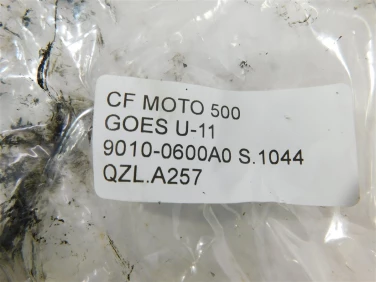 CF MOTO 500
GOES U-11
9010-0600A0 S.1044
QZL.A257